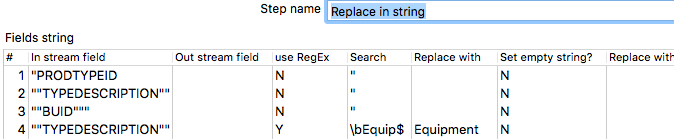 Step name Replace in string
Fields string
# In stream field Out stream field use RegEx Search Replace with Set empty string? Replace with
1 "PRODTYPEID N " N
2 ""TYPEDESCRIPTION"" N " N
3 ""BUID""" N " N
4 ""TYPEDESCRIPTION"" Y \bEquip$ Equipment N